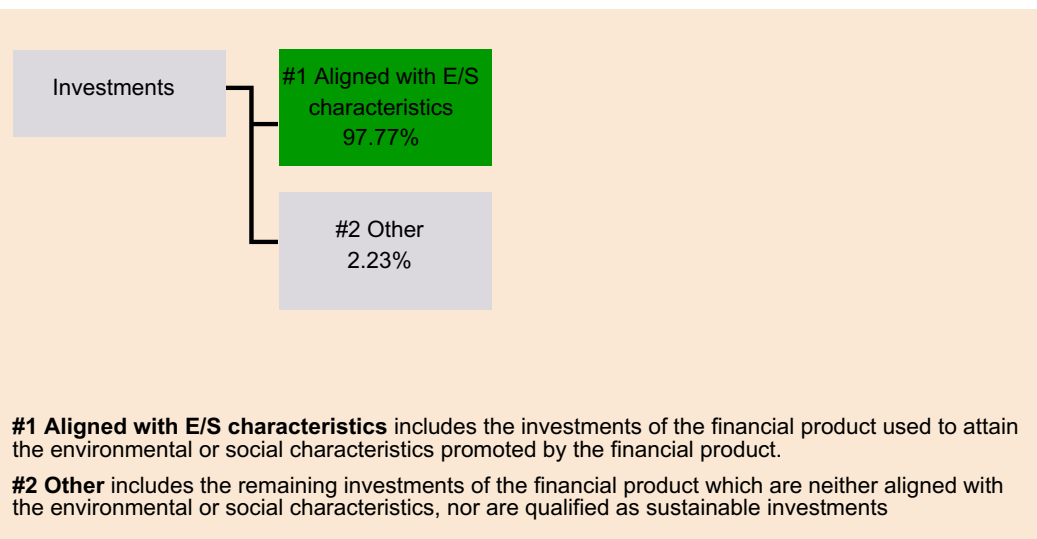 Investments
#1 Aligned with E/S
characteristics
97.77%
#2 Other
2.23%
#1 Aligned with E/S characteristics includes the investments of the financial product used to attain
the environmental or social characteristics promoted by the financial product.
#2 Other includes the remaining investments of the financial product which are neither aligned with
the environmental or social characteristics, nor are qualified as sustainable investments